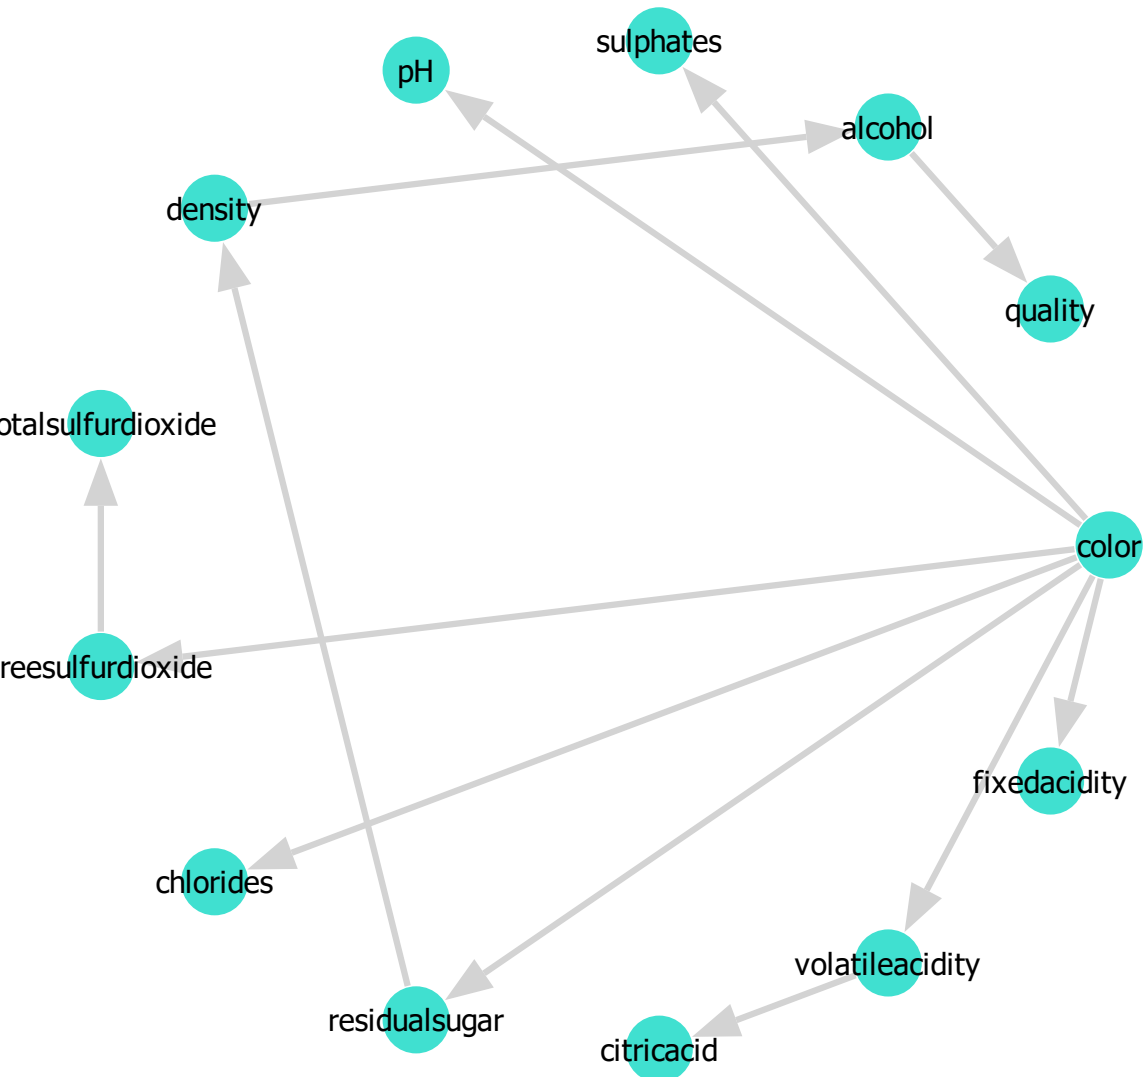 sulphates
pH
alcohol
density
quality
otalsulfurdioxide
color
reesulfurdioxide
fixedacidity
chlorides
volatileacidity
residualsugar
citricacid